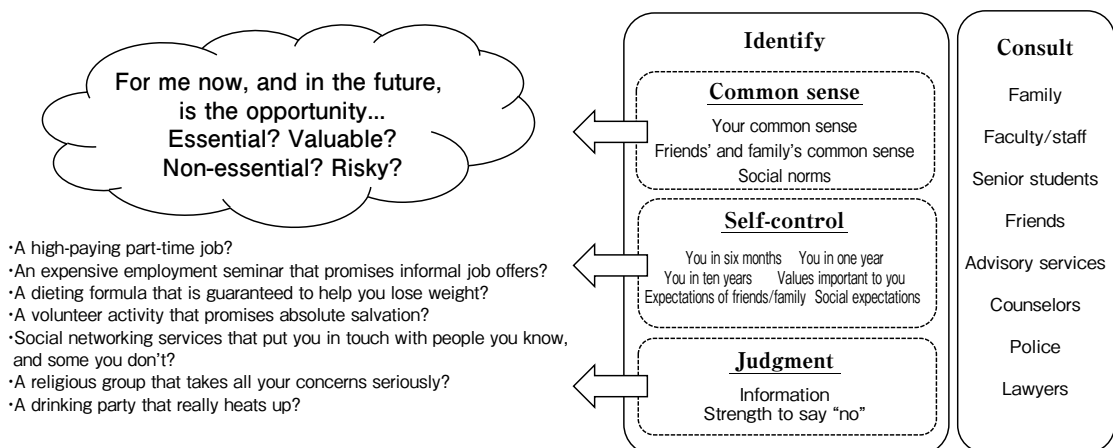 For me now, and in the future,
is the opportunity...
Essential? Valuable?
Non-essential? Risky?
・A high-paying part-time job?
・An expensive employment seminar that promises informal job offers?
・A dieting formula that is guaranteed to help you lose weight?
・A volunteer activity that promises absolute salvation?
・Social networking services that put you in touch with people you know,
and some you don't?
・A religious group that takes all your concerns seriously?
・A drinking party that really heats up?
Identify
Common sense
Your common sense
Friends' and family's common sense
Social norms
Self-control
You in six months You in one year
You in ten years Values important to you
Expectations of friends/family Social expectations
Judgment
Information
Strength to say “no”
Consult
Family
Faculty/staff
Senior students
Friends
Advisory services
Counselors
Police
Lawyers